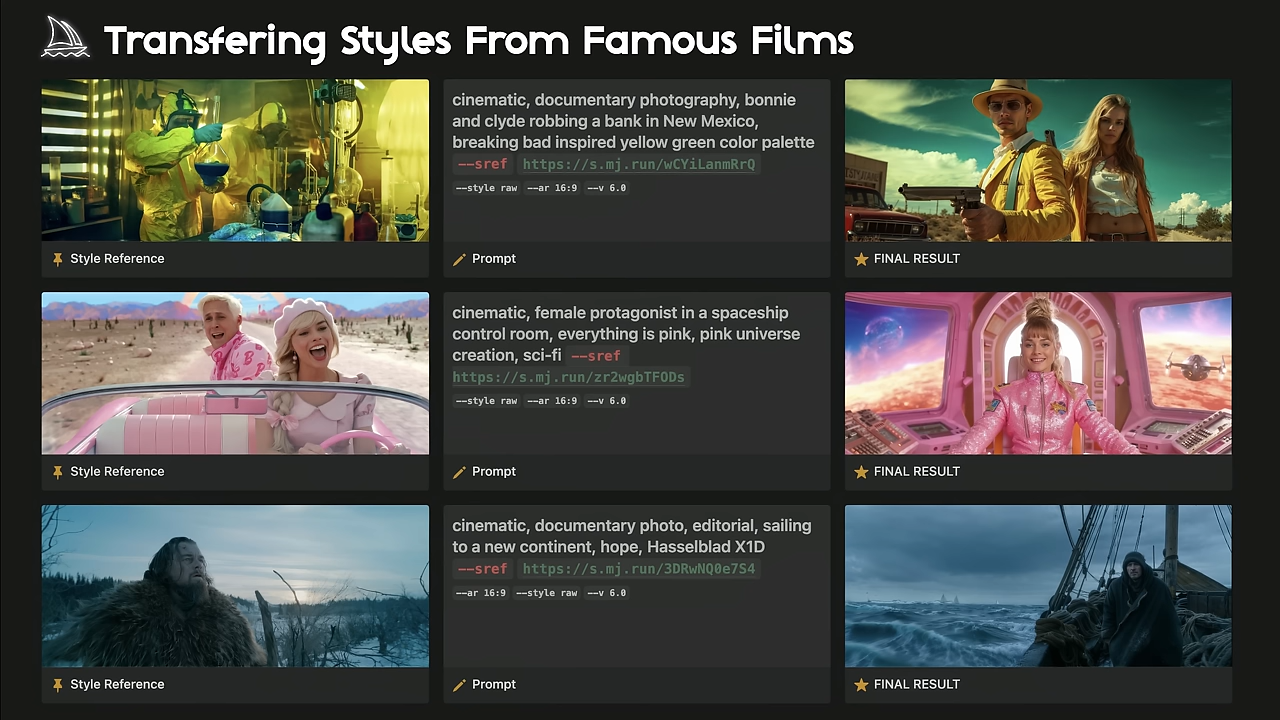 Transfering Styles From Famous Films
cinematic, documentary photography, bonnie
and clyde robbing a bank in New Mexico,
breaking bad inspired yellow green color palette
--sref https://s.mj.run/wCYiLanmRrQ
--style raw --ar 16:9 --v 6.0
Style Reference
Prompt
FINAL RESULT
cinematic, female protagonist in a spaceship
control room, everything is pink, pink universe
creation, sci-fi --sref
https://s.mj.run/zr2wgbTFODs
--style raw --ar 16:9 --v 6.0
Style Reference
Prompt
FINAL RESULT
cinematic, documentary photo, editorial, sailing
to a new continent, hope, Hasselblad X1D
--sref https://s.mj.run/3DRwNQ0e7S4
--ar 16:9 --style raw --v 6.0
Style Reference
Prompt
FINAL RESULT